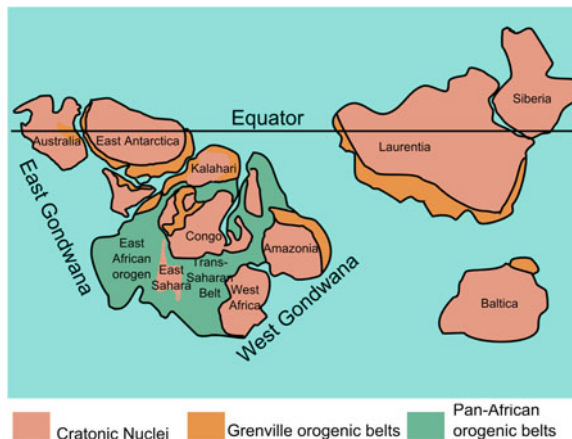 Siberia
Equator
Australia
East Antarctica
Laurentia
Kalahari
East Gondwana
East
African
orogen
Congo
Amazonia
East
Sahara
Trans-
Saharan
Belt
West
Africa
West Gondwana
Baltica
Cratonic Nuclei
Grenville orogenic belts
Pan-African
orogenic belts